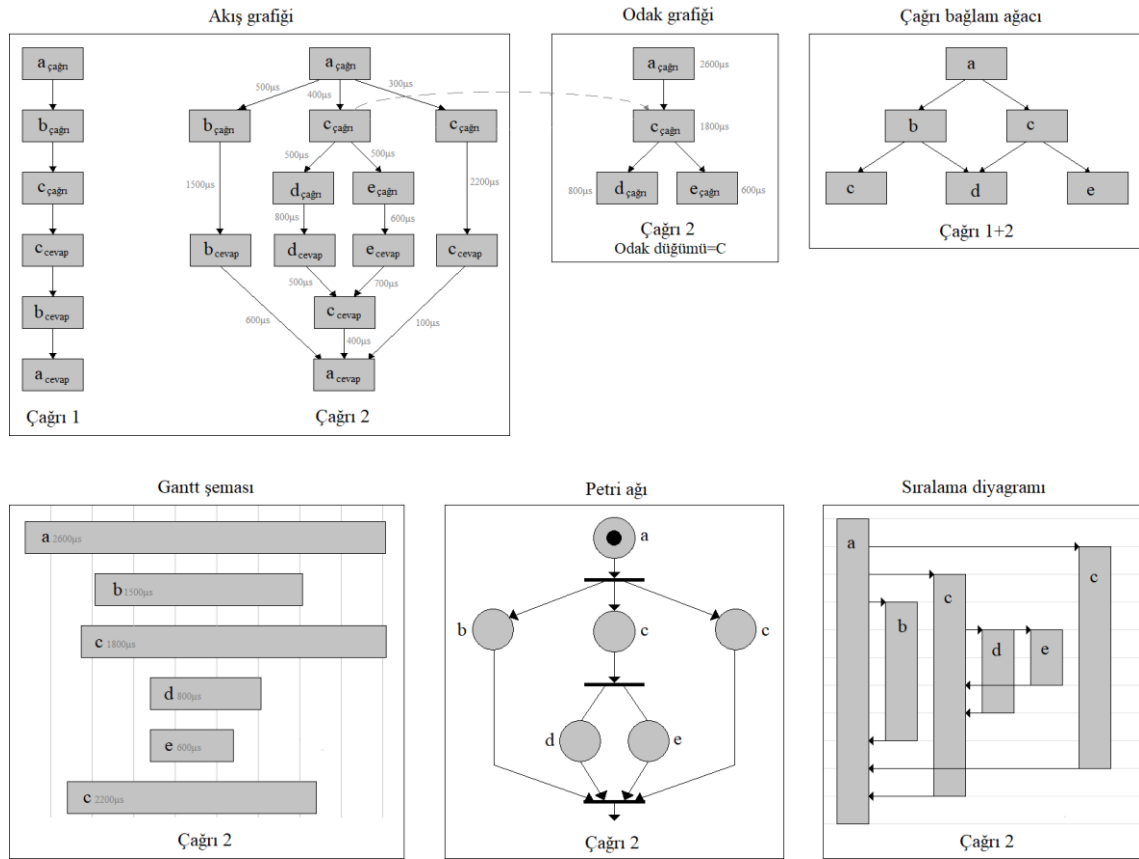 Akış grafiği
a çağrı
b çağrı
c çağrı
c cevap
b cevap
a cevap
Çağrı 1
a çağrı
500µs
400µs
300µs
b çağrı
c çağrı
c çağrı
500µs
500µs
d çağrı
e çağrı
1500µs
2200µs
800µs
600µs
b cevap
d cevap
e cevap
c cevap
500µs
700µs
c cevap
600µs
400µs
100µs
a cevap
Çağrı 2
Odak grafiği
a çağrı
2600µs
c çağrı
1800µs
800µs
d çağrı
e çağrı
600µs
Çağrı 2
Odak düğümü=C
Çağrı bağlam ağacı
a
b
c
c
d
e
Çağrı 1+2
Gantt şeması
a 2600µs
b 1500µs
c 1800µs
d 800µs
e 600µs
c 2200µs
Çağrı 2
Petri ağı
a
b
c
c
d
e
Çağrı 2
Sıralama diyagramı
a
c
c
b
d
e
Çağrı 2